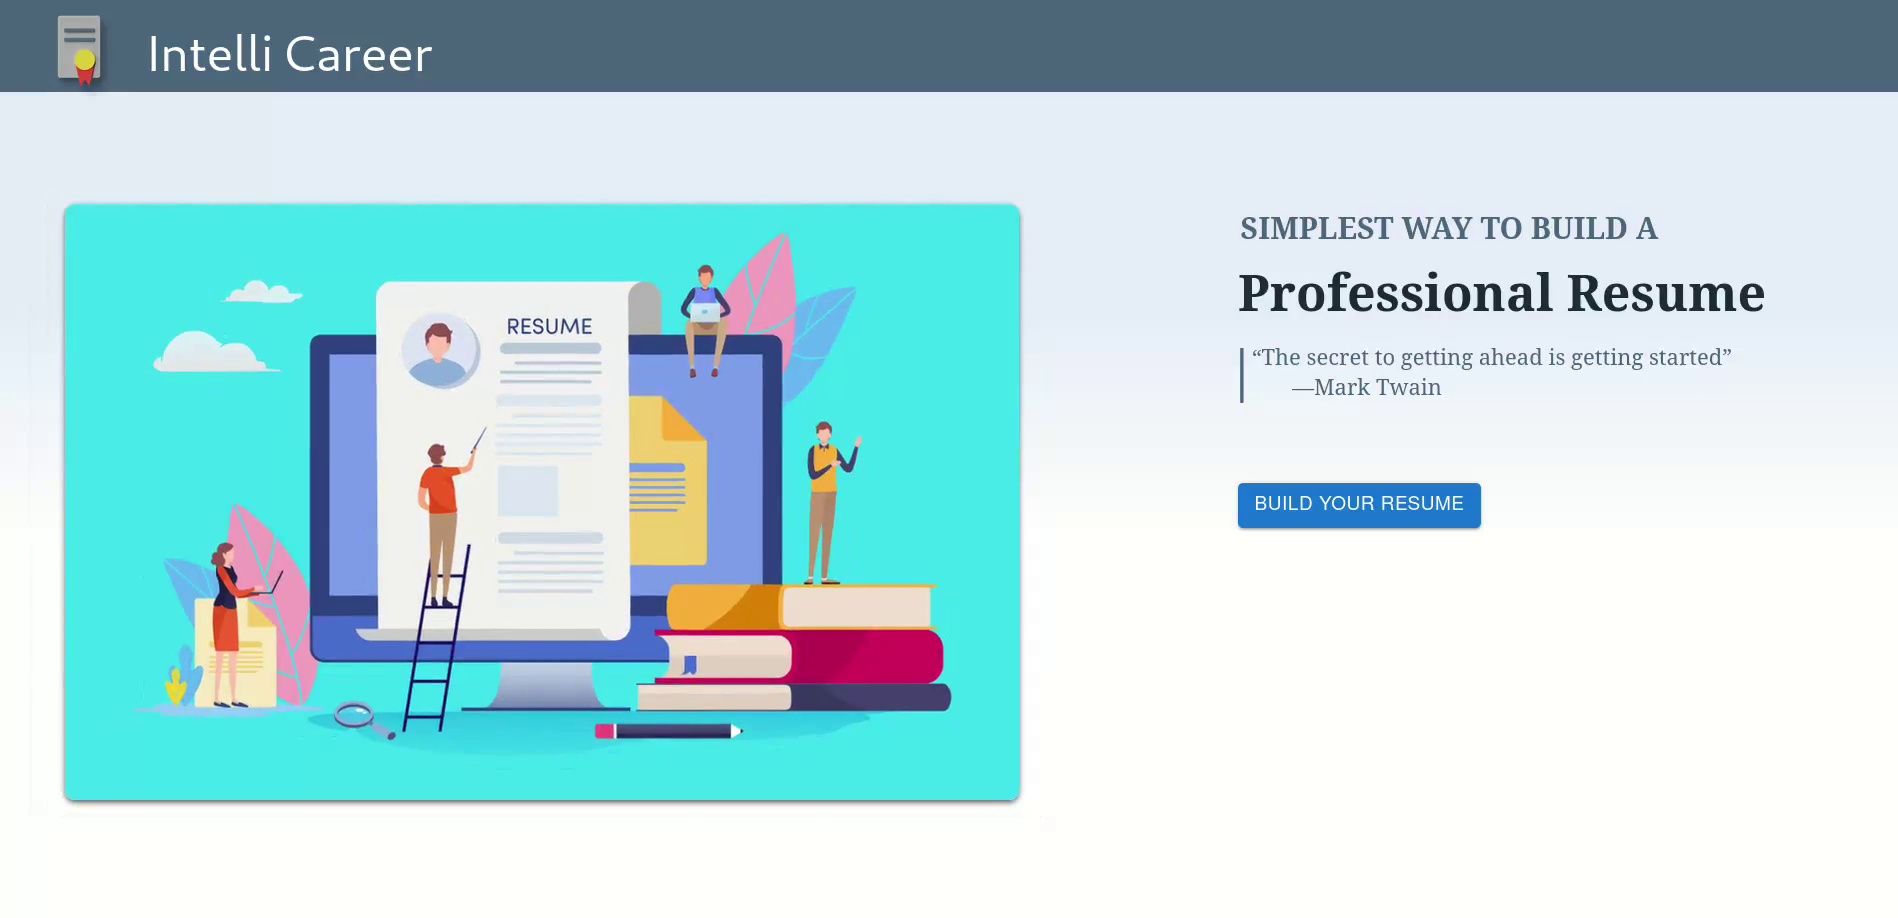 Intelli Career
RESUME
SIMPLEST WAY TO BUILD A
Professional Resume
“The secret to getting ahead is getting started”
—Mark Twain
BUILD YOUR RESUME